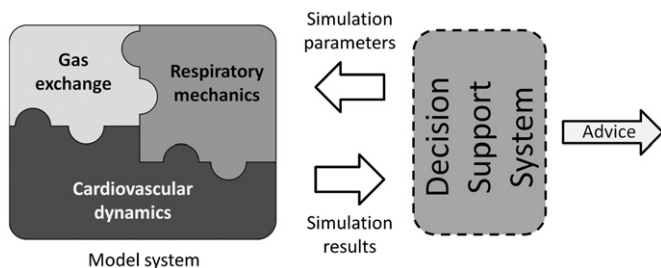 Gas
exchange
Respiratory
mechanics
Cardiovascular
dynamics
Model system
Simulation
parameters
Simulation
results
Decision
Support
System
Advice